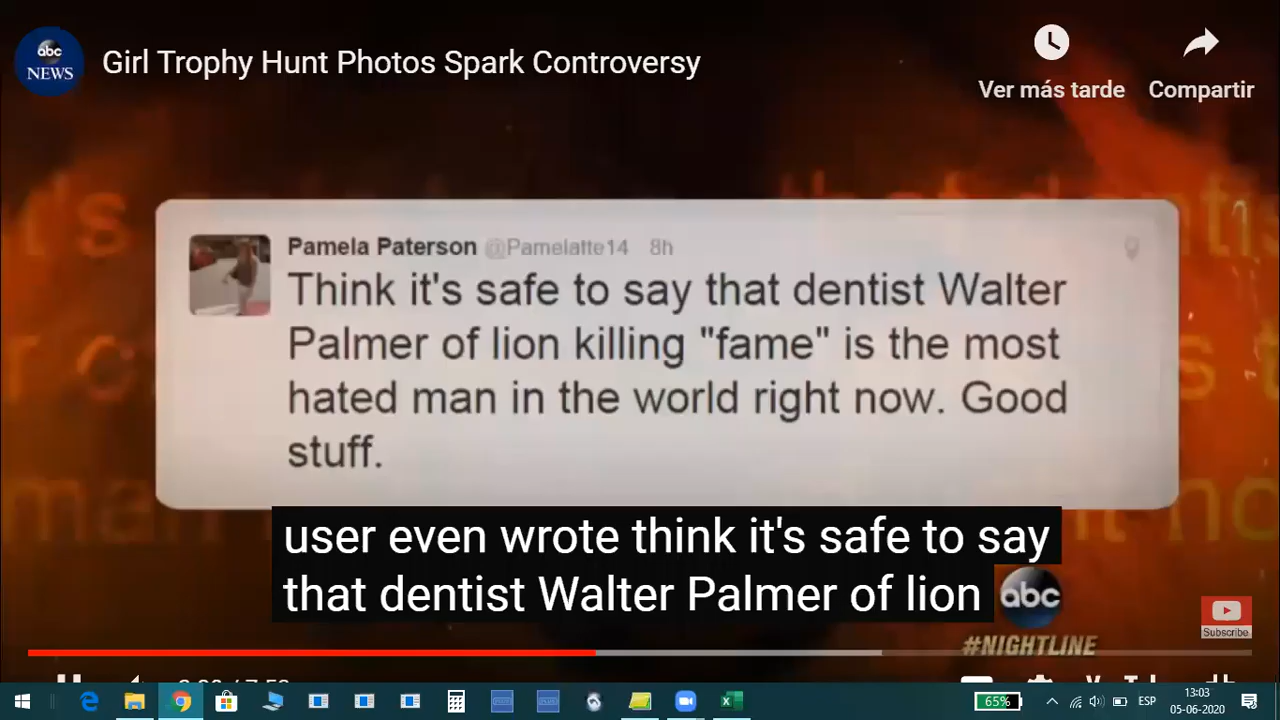 abc
NEWS
Girl Trophy Hunt Photos Spark Controversy
Ver más tarde
Compartir
Pamela Paterson @Pamelatte14 8h
Think it's safe to say that dentist Walter
Palmer of lion killing "fame" is the most
hated man in the world right now. Good
stuff.
user even wrote think it's safe to say
that dentist Walter Palmer of lion
abc
#NIGHTLINE
Subscribe
65%
ESP
13:03
05-06-2020